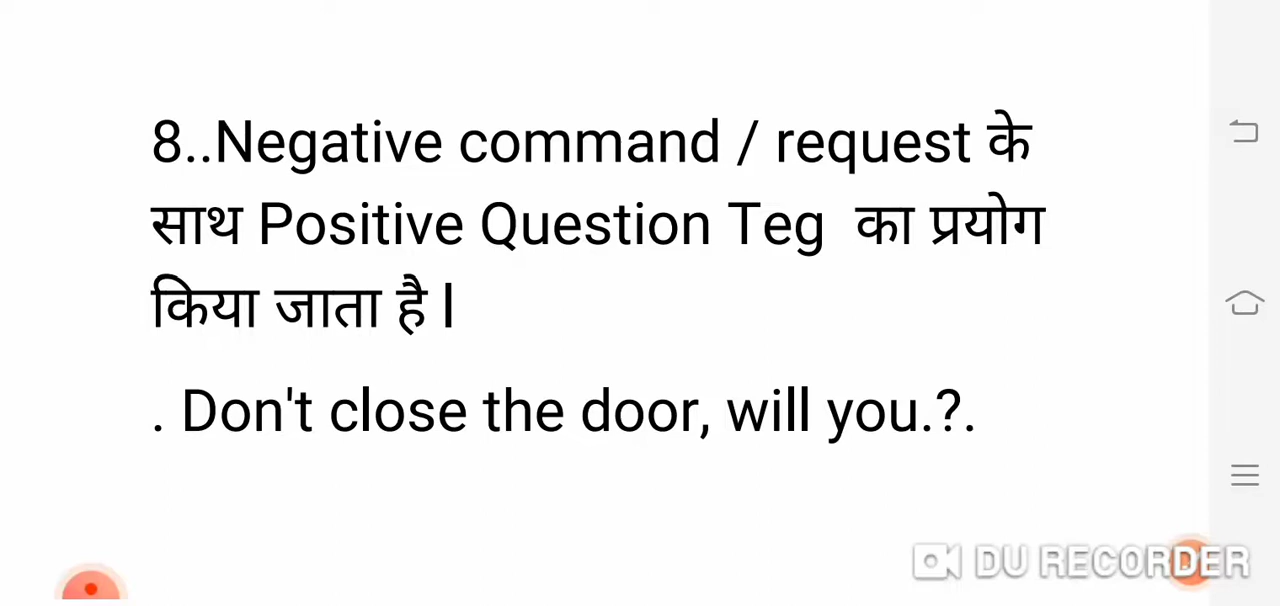 8..Negative command / request के
साथ Positive Question Teg का प्रयोग
किया जाता है l
. Don't close the door, will you.?.
DU RECORDER